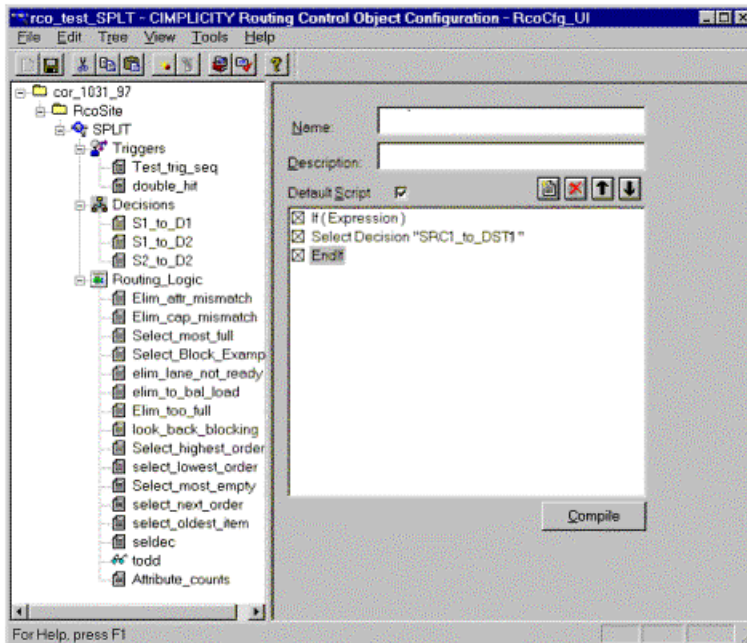 rco_test_SPLT - CIMPLICITY Routing Control Object Configuration - RcoCfg_UI
File Edit Tree View Tools Help
cor_1031_97
RcoSite
SPLIT
Triggers
Test_trig_seq
double_hit
Decisions
S1_to_D1
S1_to_D2
S2_to_D2
Routing_Logic
Elim_attr_mismatch
Elim_cap_mismatch
Select_most_full
Select_Block_Examp
elim_lane_not_ready
elim_to_bal_load
Elim_too_full
look_back_blocking
Select_highest_order
select_lowest_order
Select_most_empty
select_next_order
select_oldest_item
seldec
todd
Attribute_counts
Name:
Description:
Default Script
If ( Expression )
Select Decision "SRC1_to_DST1"
EndIf
Compile
For Help, press F1